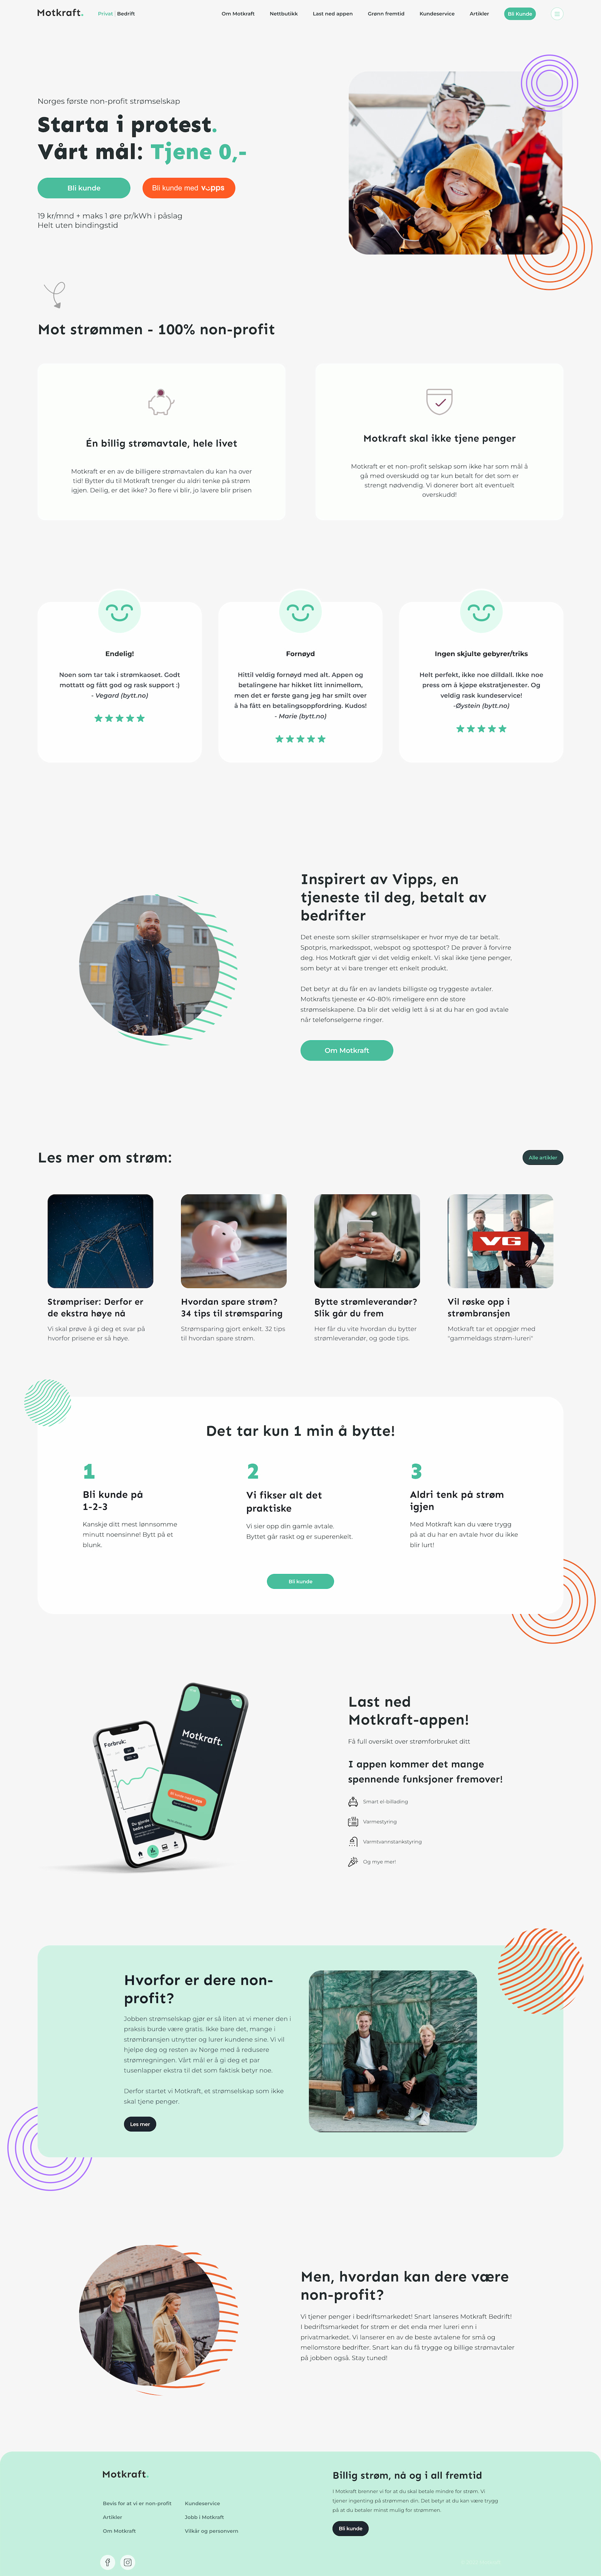 Motkraft.
Privat | Bedrift
Om Motkraft
Nettbutikk
Last ned appen
Grønn fremtid
Kundeservice
Artikler
Bli Kunde
Norges første non-profit strømselskap
Starta i protest.
Vårt mål: Tjene 0,-
Bli kunde
Bli kunde med vipps
19 kr/mnd + maks 1 øre pr/kWh i påslag
Helt uten bindingstid
Mot strømmen - 100% non-profit
Én billig strømavtale, hele livet
Motkraft er en av de billigere strømavtalen du kan ha over
tid! Bytter du til Motkraft trenger du aldri tenke på strøm
igjen. Deilig, er det ikke? Jo flere vi blir, jo lavere blir prisen
Motkraft skal ikke tjene penger
Motkraft er et non-profit selskap som ikke har som mål å
gå med overskudd og tar kun betalt for det som er
strengt nødvendig. Vi donerer bort alt eventuelt
overskudd!
Endelig!
Noen som tar tak i strømkaoset. Godt
mottatt og fått god og rask support :)
- Vegard (bytt.no)
Fornøyd
Hittil veldig fornøyd med alt. Appen og
betalingene har hikket litt innimellom,
men det er første gang jeg har smilt over
å ha fått en betalingsoppfordring. Kudos!
- Marie (bytt.no)
Ingen skjulte gebyrer/triks
Helt perfekt, ikke noe dilldall. Ikke noe
press om å kjøpe ekstratjenester. Og
veldig rask kundeservice!
-Øystein (bytt.no)
Inspirert av Vipps, en
tjeneste til deg, betalt av
bedrifter
Det eneste som skiller strømselskaper er hvor mye de tar betalt.
Spotpris, markedsspot, webspot og spottespot? De prøver å forvirre
deg. Hos Motkraft gjør vi det veldig enkelt. Vi skal ikke tjene penger,
som betyr at vi bare trenger ett enkelt produkt.
Det betyr at du får en av landets billigste og tryggeste avtaler.
Motkrafts tjeneste er 40-80% rimeligere enn de store
strømselskapene. Da blir det veldig lett å si at du har en god avtale
når telefonselgerne ringer.
Om Motkraft
Les mer om strøm:
Alle artikler
VG
Strømpriser: Derfor er
de ekstra høye nå
Vi skal prøve å gi deg et svar på
hvorfor prisene er så høye.
Hvordan spare strøm?
34 tips til strømsparing
Strømsparing gjort enkelt. 32 tips
til hvordan spare strøm.
Bytte strømleverandør?
Slik går du frem
Her får du vite hvordan du bytter
strømleverandør, og gode tips.
Vil røske opp i
strømbransjen
Motkraft tar et oppgjør med
"gammeldags strøm-lureri"
Det tar kun 1 min å bytte!
1
Bli kunde på
1-2-3
Kanskje ditt mest lønnsomme
minutt noensinne! Bytt på et
blunk.
2
Vi fikser alt det
praktiske
Vi sier opp din gamle avtale.
Byttet går raskt og er superenkelt.
3
Aldri tenk på strøm
igjen
Med Motkraft kan du være trygg
på at du har en avtale hvor du ikke
blir lurt!
Bli kunde
Forbruk:
Motkraft.
Last ned
Motkraft-appen!
Få full oversikt over strømforbruket ditt
I appen kommer det mange
spennende funksjoner fremover!
Smart el-billading
Varmestyring
Varmtvannstankstyring
Og mye mer!
Hvorfor er dere non-
profit?
Jobben strømselskap gjør er så liten at vi mener den i
praksis burde være gratis. Ikke bare det, mange i
strømbransjen utnytter og lurer kundene sine. Vi vil
hjelpe deg og resten av Norge med å redusere
strømregningen. Vårt mål er å gi deg et par
tusenlapper ekstra til det som faktisk betyr noe.
Derfor startet vi Motkraft, et strømselskap som ikke
skal tjene penger.
Les mer
Men, hvordan kan dere være
non-profit?
Vi tjener penger i bedriftsmarkedet! Snart lanseres Motkraft Bedrift!
I bedriftsmarkedet for strøm er det enda mer lureri enn i
privatmarkedet. Vi lanserer en av de beste avtalene for små og
mellomstore bedrifter. Snart kan du få trygge og billige strømavtaler
på jobben også. Stay tuned!
Motkraft.
Bevis for at vi er non-profit
Artikler
Om Motkraft
Kundeservice
Jobb i Motkraft
Vilkår og personvern
Billig strøm, nå og i all fremtid
I Motkraft brenner vi for at du skal betale mindre for strøm. Vi
tjener ingenting på strømmen din. Det betyr at du kan være trygg
på at du betaler minst mulig for strømmen.
Bli kunde